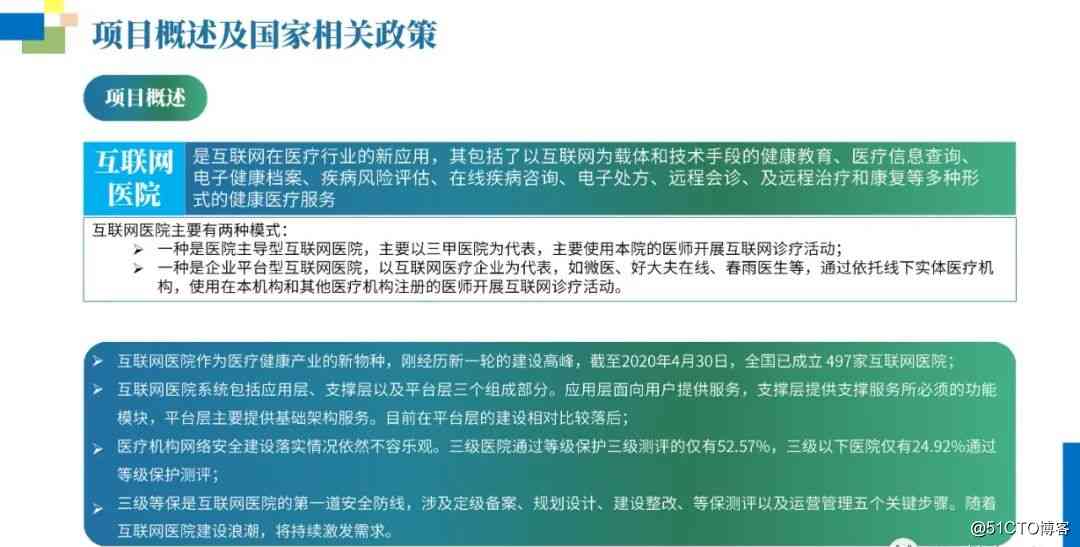 项目概述及国家相关政策
项目概述
互联网
医院
是互联网在医疗行业的新应用，其包括了以互联网为载体和技术手段的健康教育、医疗信息查询、
电子健康档案、疾病风险评估、在线疾病咨询、电子处方、远程会诊、及远程治疗和康复等多种形
式的健康医疗服务
互联网医院主要有两种模式：
➢ 一种是医院主导型互联网医院，主要以三甲医院为代表，主要使用本院的医师开展互联网诊疗活动；
➢ 一种是企业平台型互联网医院，以互联网医疗企业为代表，如微医、好大夫在线、春雨医生等，通过依托线下实体医疗机
构，使用在本机构和其他医疗机构注册的医师开展互联网诊疗活动。
➢ 互联网医院作为医疗健康产业的新物种，刚经历新一轮的建设高峰，截至2020年4月30日，全国已成立 497家互联网医院；
➢ 互联网医院系统包括应用层、支撑层以及平台层三个组成部分。应用层面向用户提供服务，支撑层提供支撑服务所必须的功能
模块，平台层主要提供基础架构服务。目前在平台层的建设相对比较落后；
➢ 医疗机构网络安全建设落实情况依然不容乐观。三级医院通过等级保护三级测评的仅有52.57%，三级以下医院仅有24.92%通过
等级保护测评；
➢ 三级等保是互联网医院的第一道安全防线，涉及定级备案、规划设计、建设整改、等保测评以及运营管理五个关键步骤。随着
互联网医院建设浪潮，将持续激发需求。
@51CTO博客